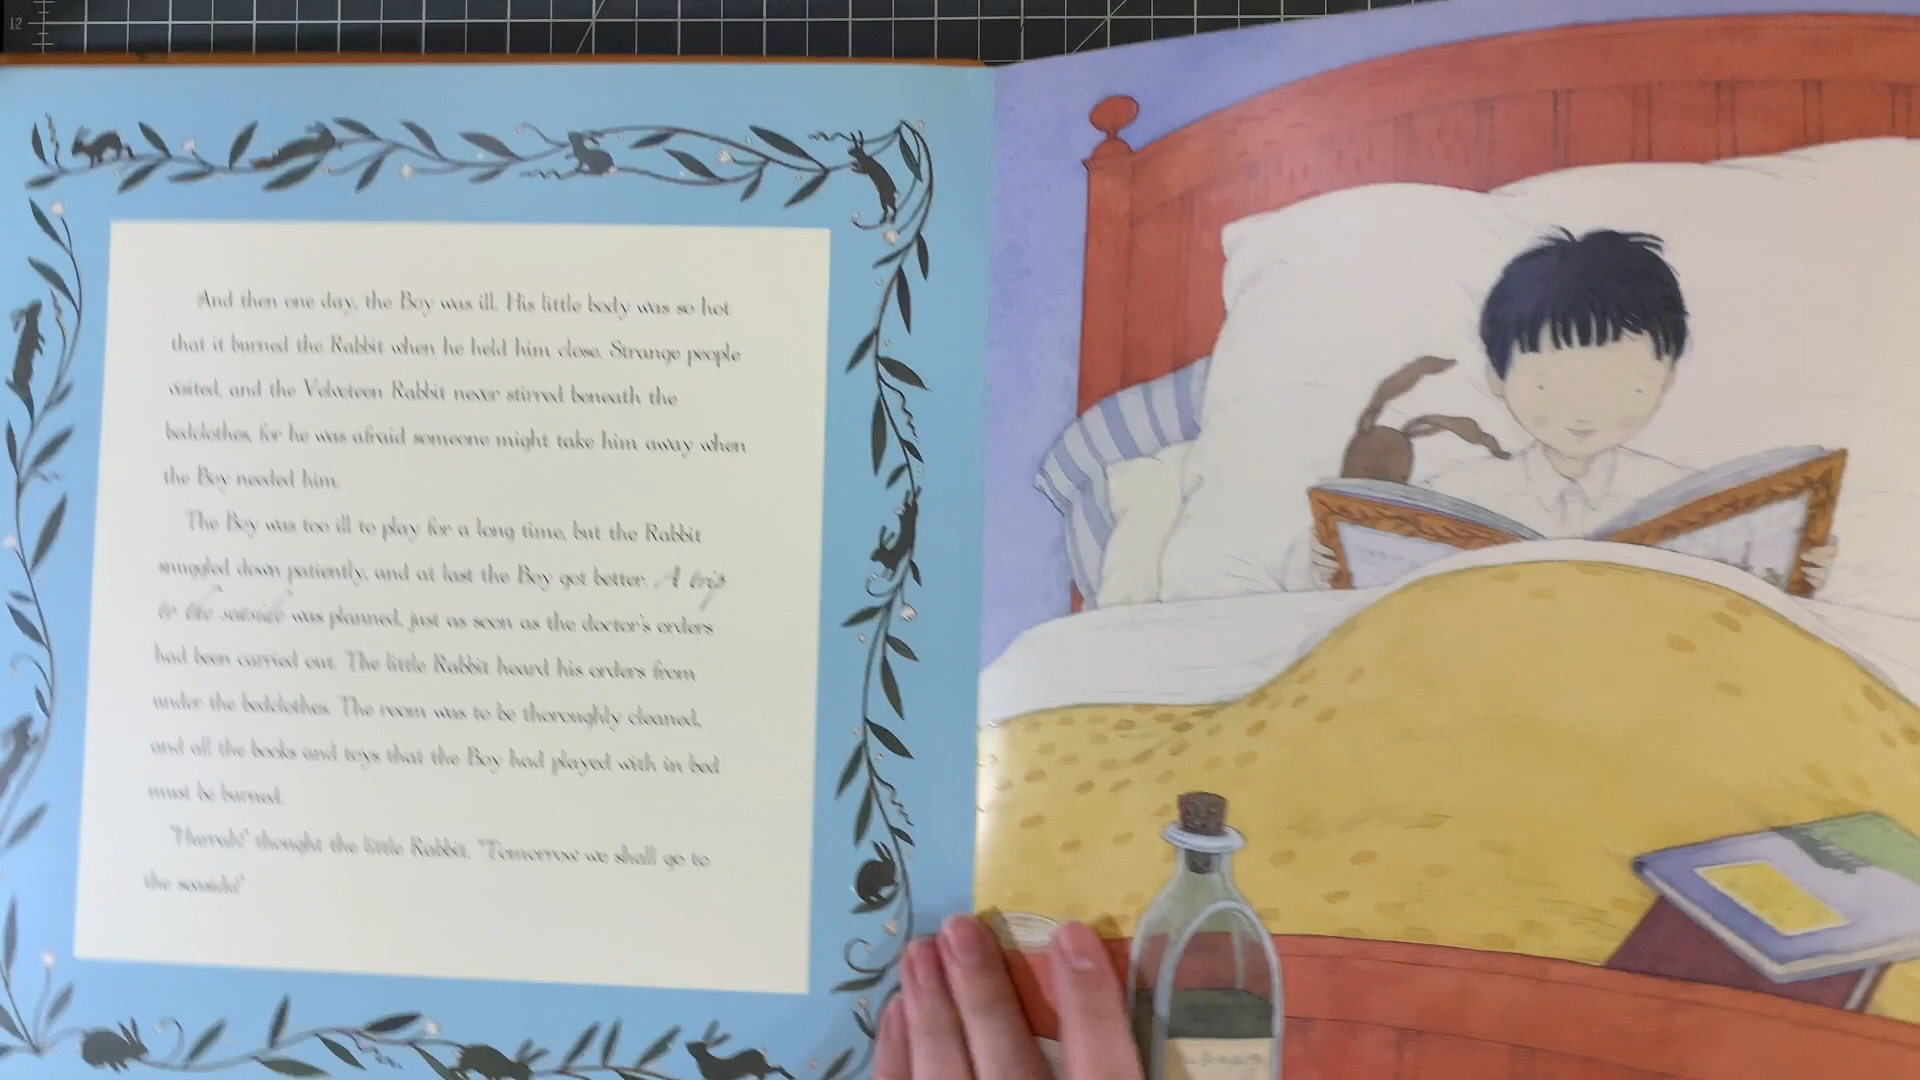 12
And then one day, the Boy was ill. His little body was so hot
that it burned the Rabbit when he held him close. Strange people
visited, and the Velveteen Rabbit never stirred beneath the
bedclothes, for he was afraid someone might take him away when
the Boy needed him.
The Boy was too ill to play for a long time, but the Rabbit
snuggled down patiently, and at last the Boy got better. A trip
to the seaside was planned, just as soon as the doctor's orders
had been carried out. The little Rabbit heard his orders from
under the bedclothes. The room was to be thoroughly cleaned,
and all the books and toys that the Boy had played with in bed
must be burned.
"Hurrah!" thought the little Rabbit. "Tomorrow we shall go to
the seaside!"